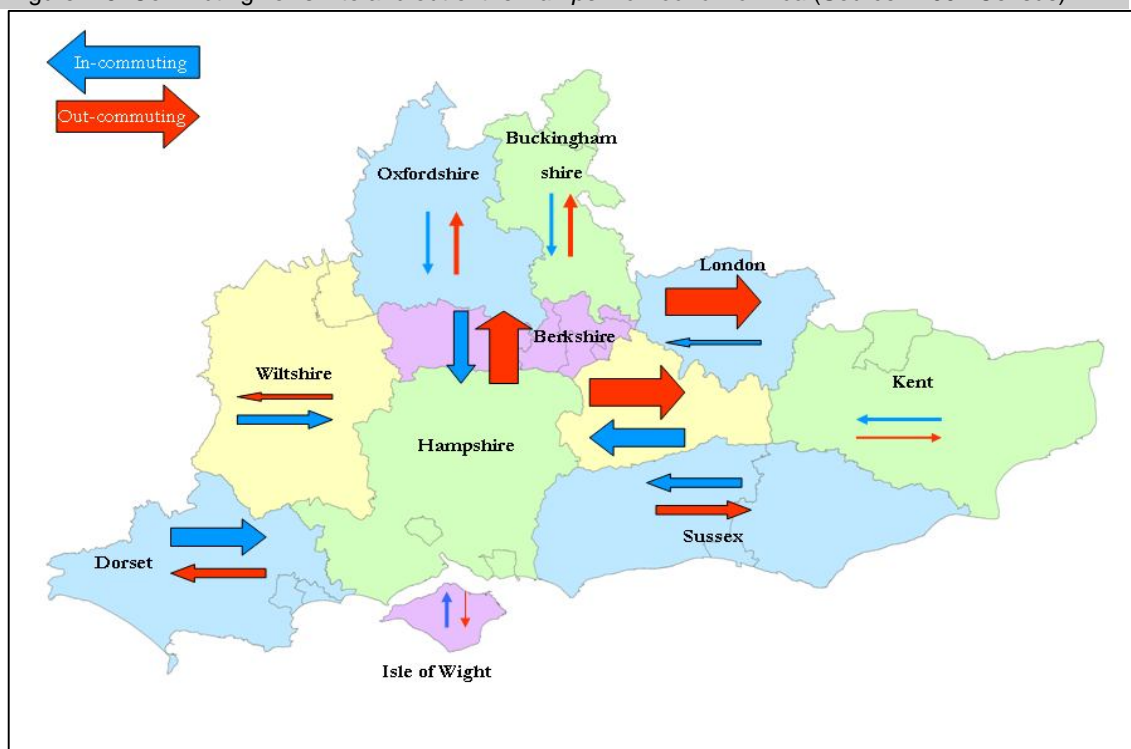 In-commuting
Out-commuting
Buckingham
shire
Oxfordshire
London
Berkshire
Wiltshire
Kent
Hampshire
Sussex
Dorset
Isle of Wight